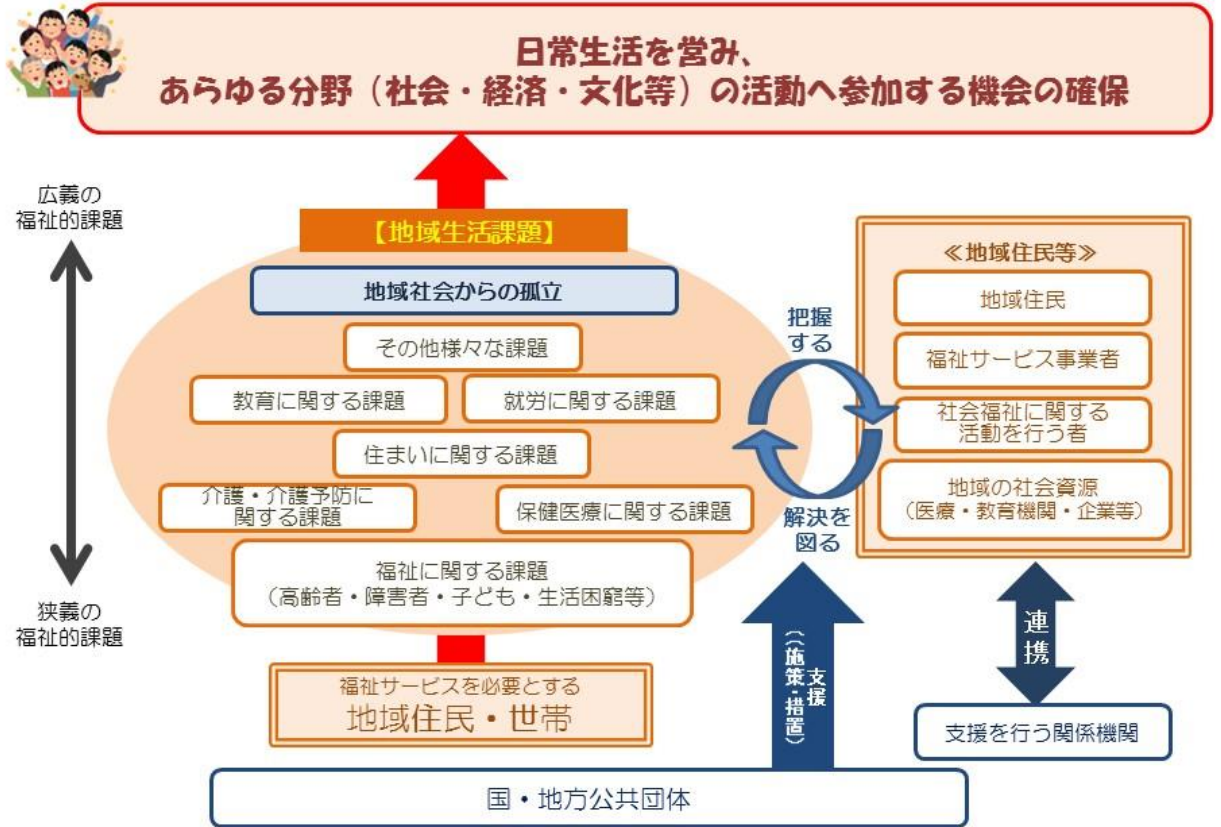 日常生活を営み、
あらゆる分野（社会・経済・文化等）の活動へ参加する機会の確保
広義の
福祉的課題
狭義の
福祉的課題
【地域生活課題】
地域社会からの孤立
その他様々な課題
教育に関する課題
就労に関する課題
住まいに関する課題
介護・介護予防に
関する課題
保健医療に関する課題
福祉に関する課題
（高齢者・障害者・子ども・生活困窮等）
福祉サービスを必要とする
地域住民・世帯
把握
する
解決を
図る
≪地域住民等≫
地域住民
福祉サービス事業者
社会福祉に関する
活動を行う者
地域の社会資源
（医療・教育機関・企業等）
支援
（（施策・措置）
連携
支援を行う関係機関
国・地方公共団体